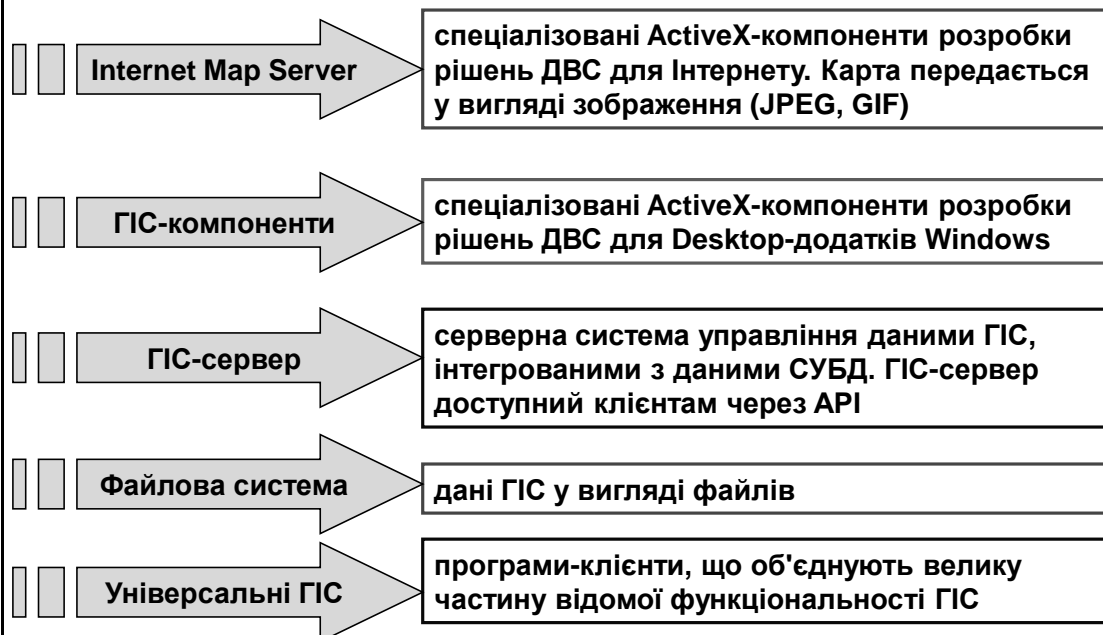 Internet Map Server
спеціалізовані ActiveX-компоненти розробки
рішень ДВС для Інтернету. Карта передається
у вигляді зображення (JPEG, GIF)
ГІС-компоненти
спеціалізовані ActiveX-компоненти розробки
рішень ДВС для Desktop-додатків Windows
ГІС-сервер
серверна система управління даними ГІС,
інтегрованими з даними СУБД. ГІС-сервер
доступний клієнтам через API
Файлова система
дані ГІС у вигляді файлів
Універсальні ГІС
програми-клієнти, що об'єднують велику
частину відомої функціональності ГІС